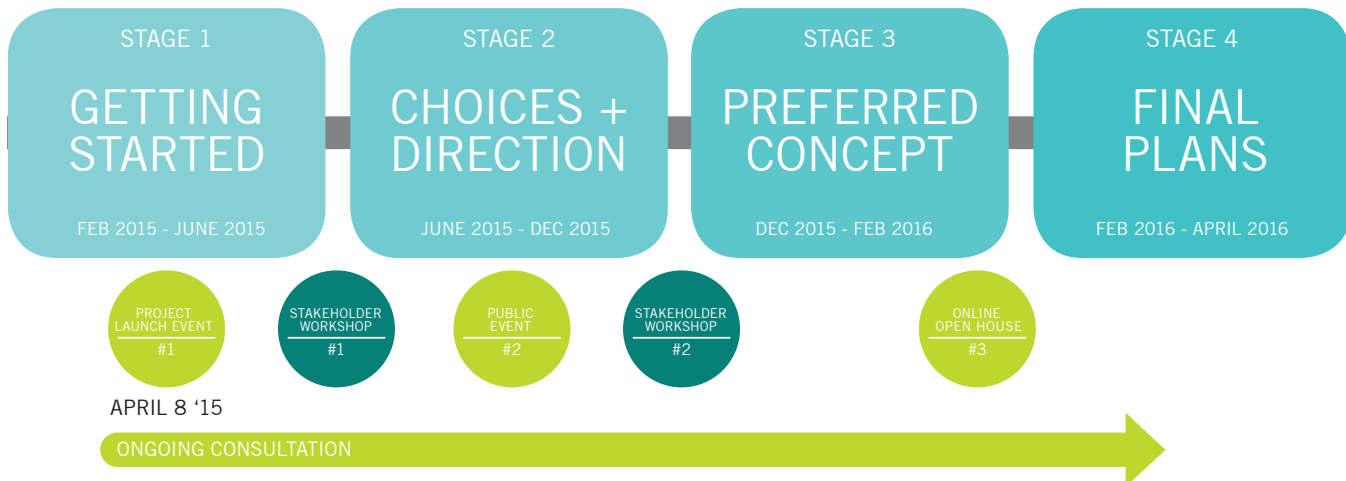 STAGE 1
GETTING
STARTED
FEB 2015 - JUNE 2015
STAGE 2
CHOICES +
DIRECTION
JUNE 2015 - DEC 2015
STAGE 3
PREFERRED
CONCEPT
DEC 2015 - FEB 2016
STAGE 4
FINAL
PLANS
FEB 2016 - APRIL 2016
PROJECT
LAUNCH EVENT
#1
STAKEHOLDER
WORKSHOP
#1
PUBLIC
EVENT
#2
STAKEHOLDER
WORKSHOP
#2
ONLINE
OPEN HOUSE
#3
APRIL 8 ‘15
ONGOING CONSULTATION